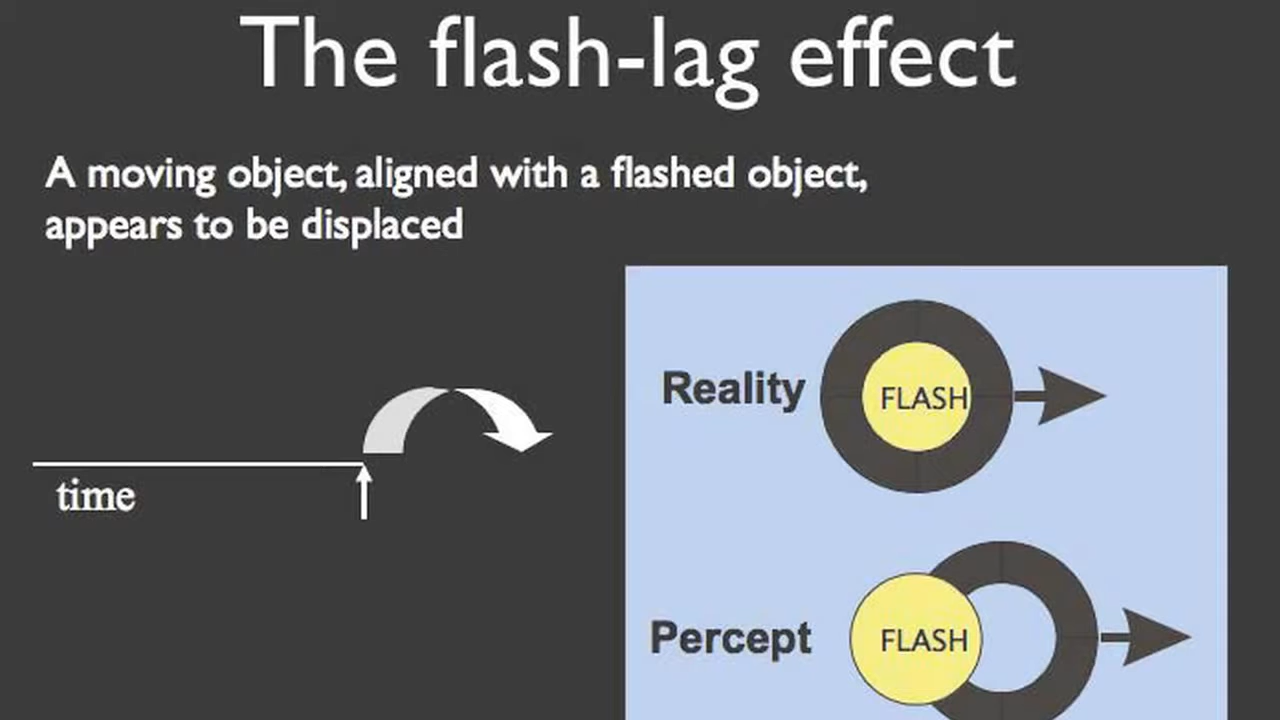 The flash-lag effect
A moving object, aligned with a flashed object,
appears to be displaced
Reality
FLASH
time
Percept
FLASH